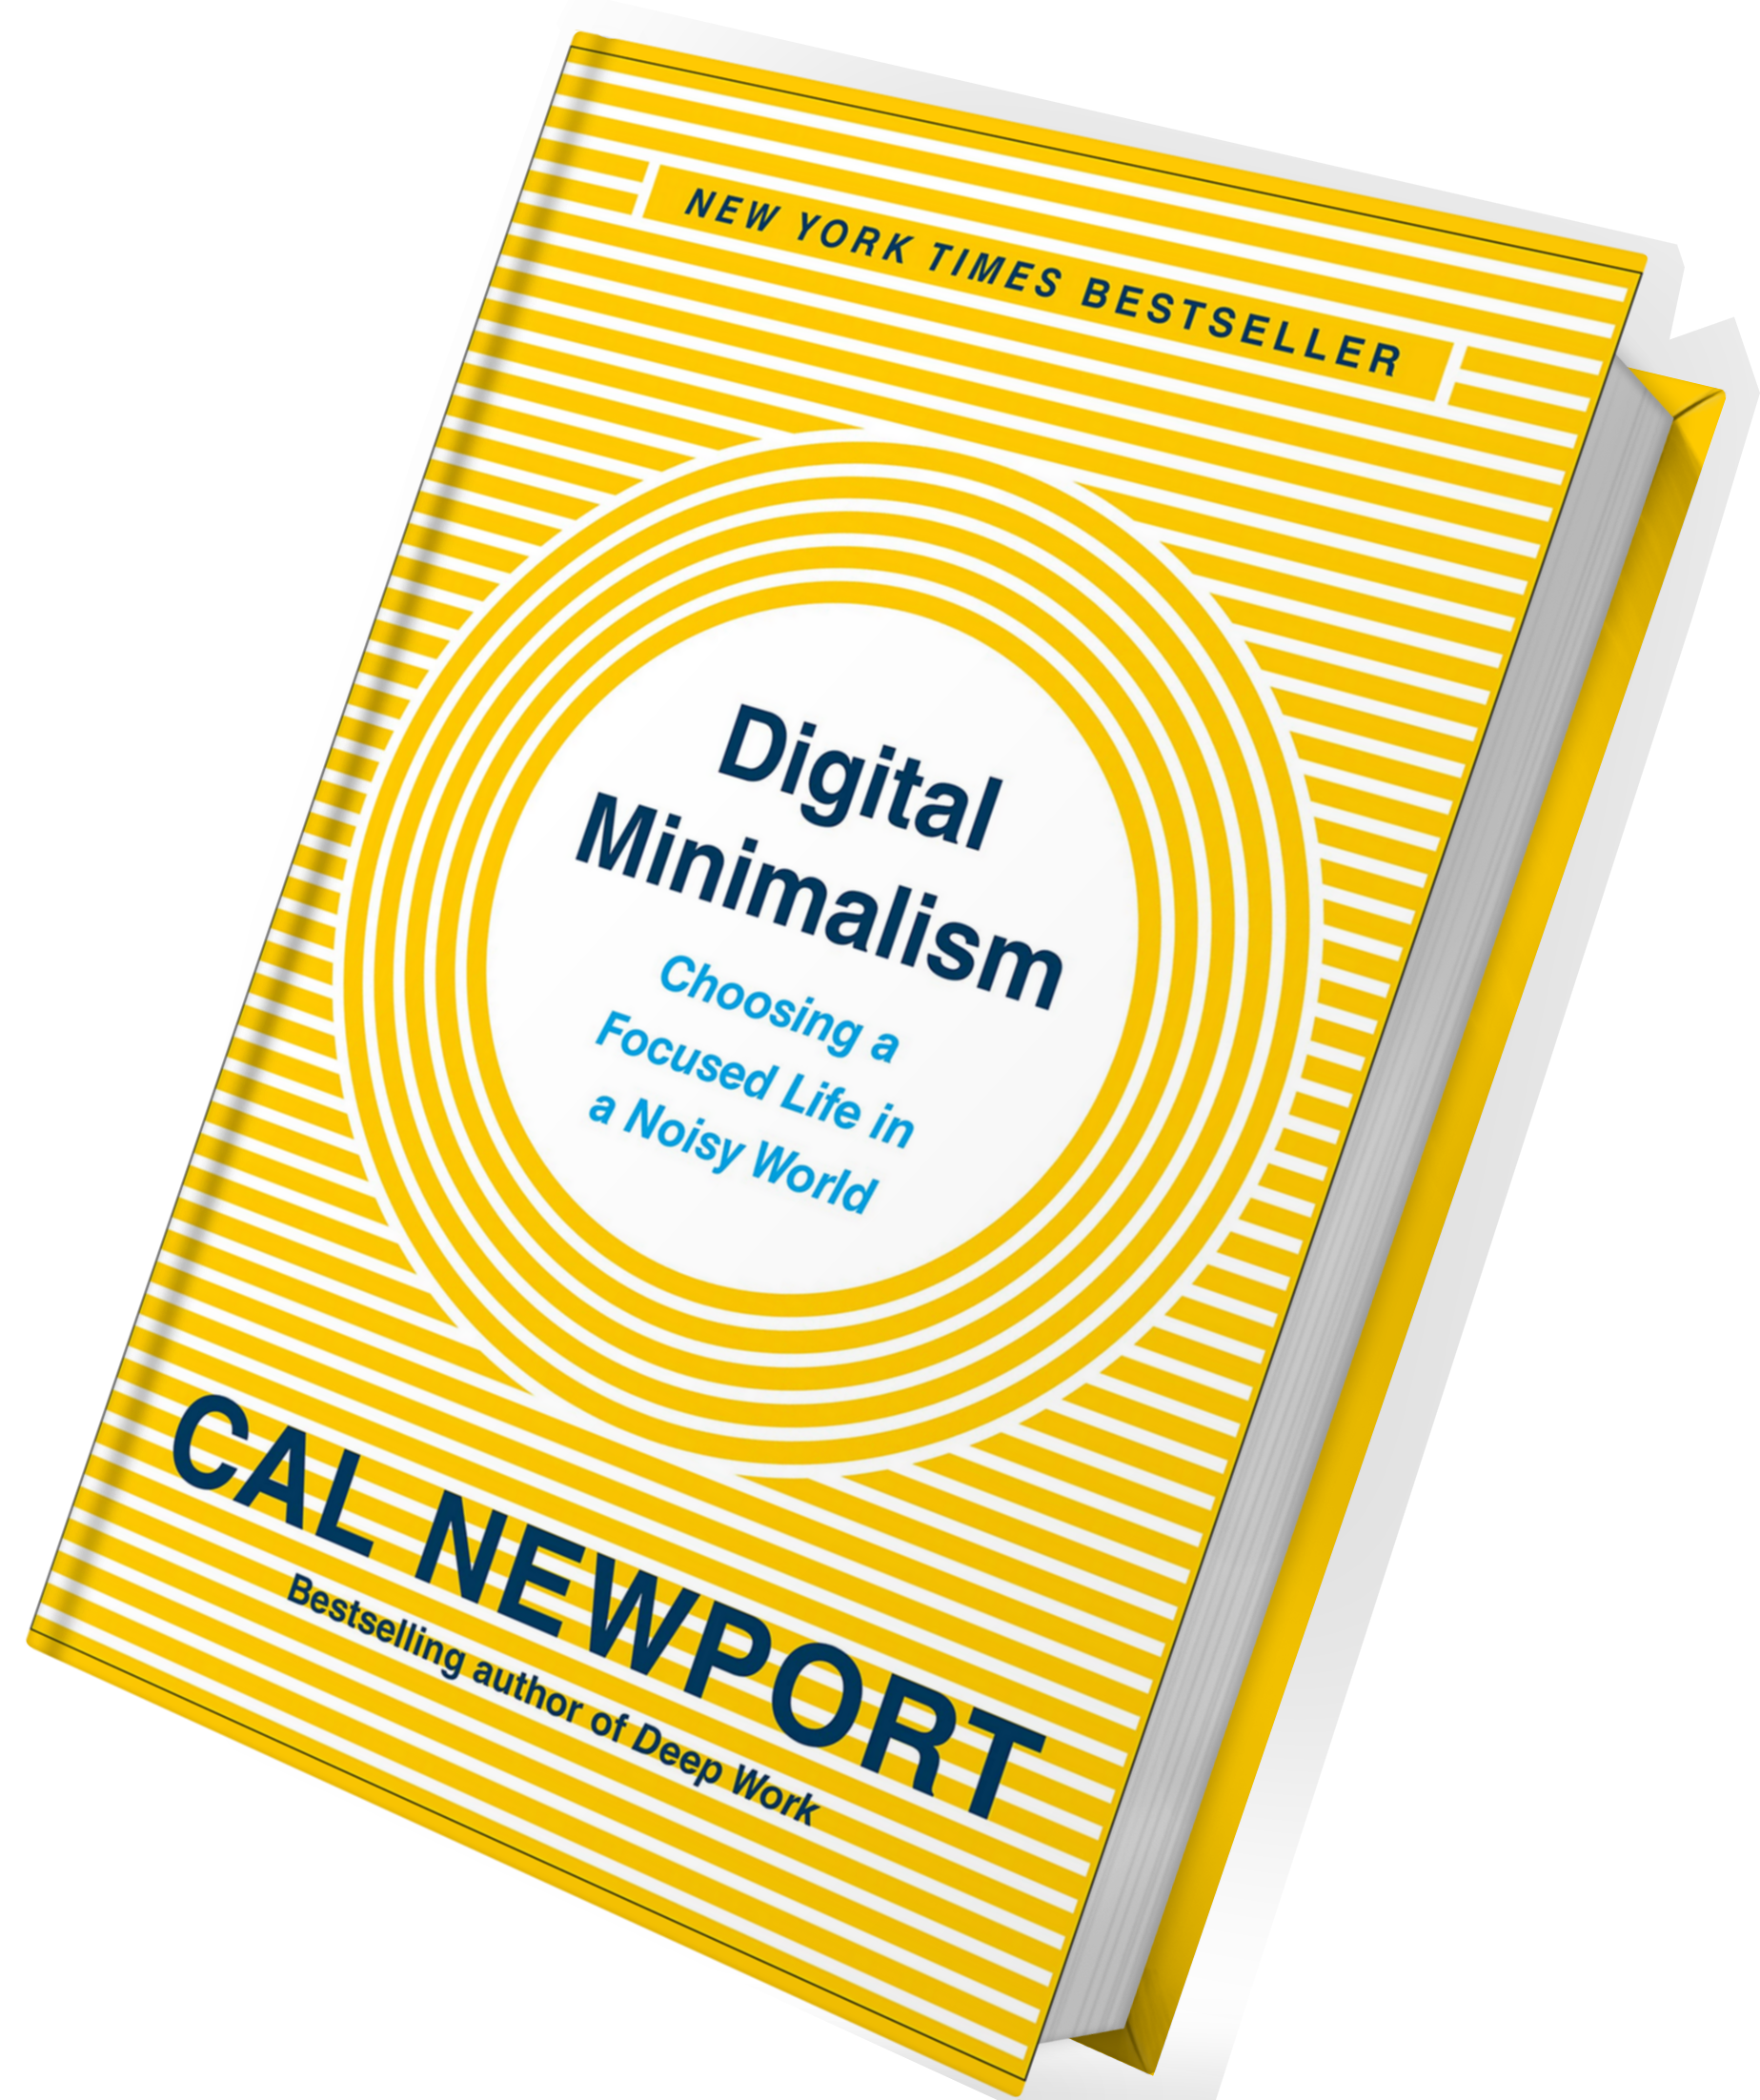 NEW YORK TIMES BESTSELLER
Digital
Minimalism
Choosing a
Focused Life in
a Noisy World
CAL NEWPORT
Bestselling author of Deep Work